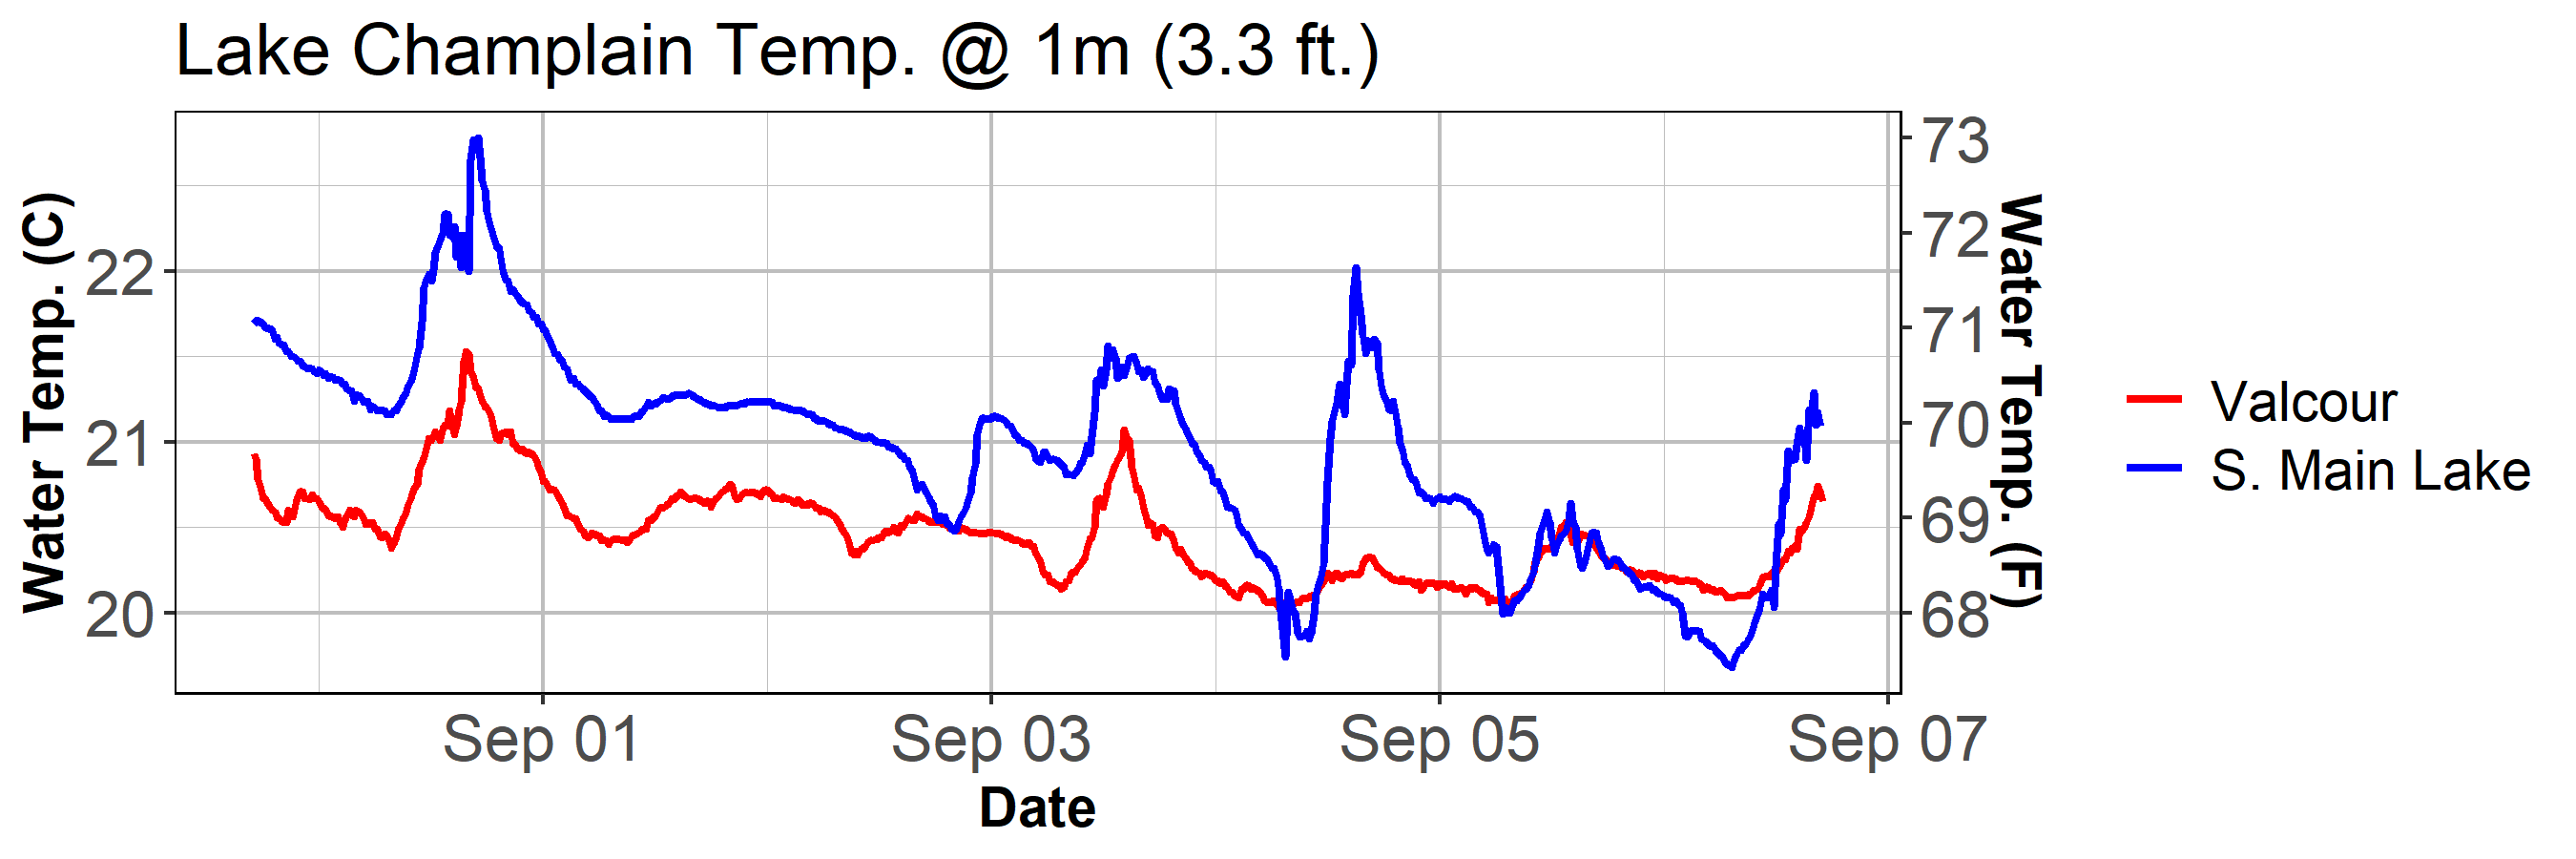 Lake Champlain Temp. @ 1m (3.3 ft.)
Water Temp. (C)
22
21
20
73
72
71
70
69
68
Water Temp. (F)
Sep 01
Sep 03
Sep 05
Sep 07
Date
Valcour
S. Main Lake